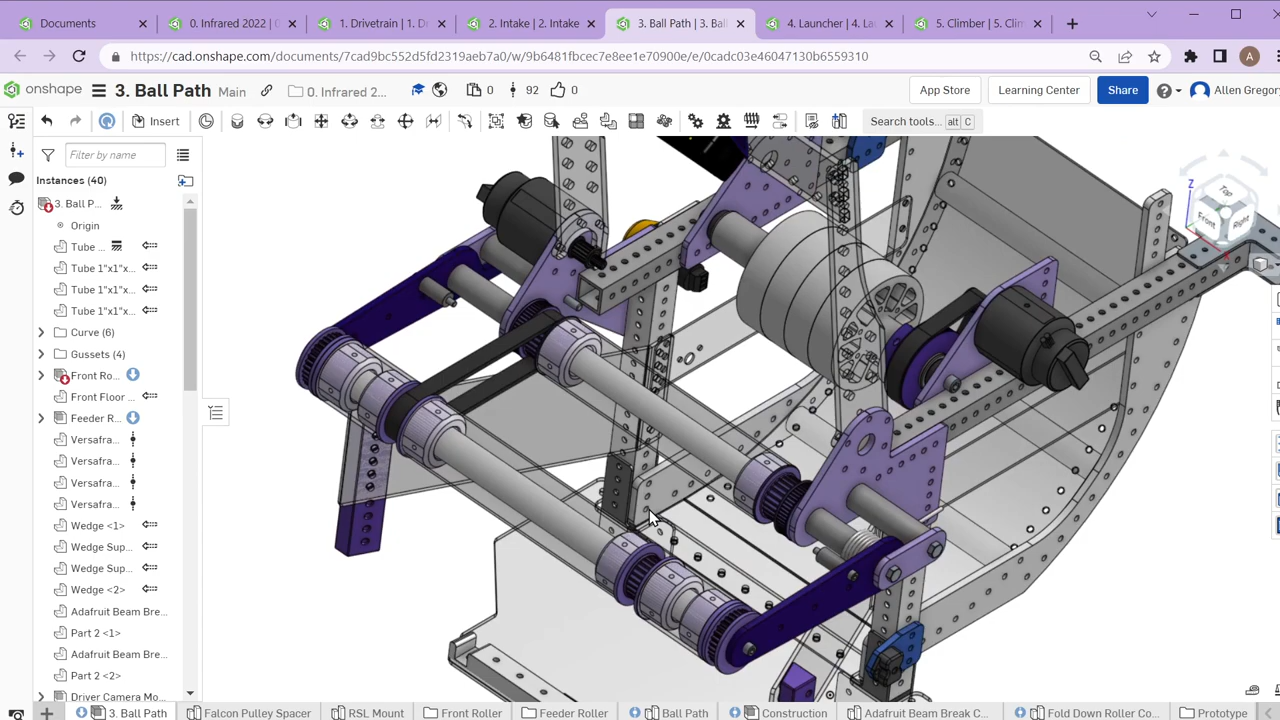 Documents
0. Infrared 2022 |
1. Drivetrain | 1. Dr
2. Intake | 2. Intake
3. Ball Path | 3. Bal
4. Launcher | 4. La
5. Climber | 5. Clim
https://cad.onshape.com/documents/7cad9bc552d5fd2319aeb7a0/w/9b6481fbcec7e8ee1e70900e/e/0cadc03e46047130b6559310
A
onshape
3. Ball Path Main
0. Infrared 2...
92
0
App Store
Learning Center
Share
Allen Gregory
Insert
Search tools... alt C
Filter by name
Instances (40)
3. Ball P...
Origin
Tube ...
Tube 1"x1"x...
Tube 1"x1"x...
Tube 1"x1"x...
Curve (6)
Gussets (4)
Front Ro...
Front Floor ...
Feeder R...
Versafra...
Versafra...
Versafra...
Versafra...
Wedge <1>
Wedge Sup...
Wedge Sup...
Wedge <2>
Adafruit Beam Bre...
Part 2 <1>
Adafruit Beam Bre...
Part 2 <2>
Driver Camera Mo...
Z
X
Top
Front
Right
3. Ball Path
Falcon Pulley Spacer
RSL Mount
Front Roller
Feeder Roller
Ball Path
Construction
Adafruit Beam Break C...
Fold Down Roller Co...
Prototype